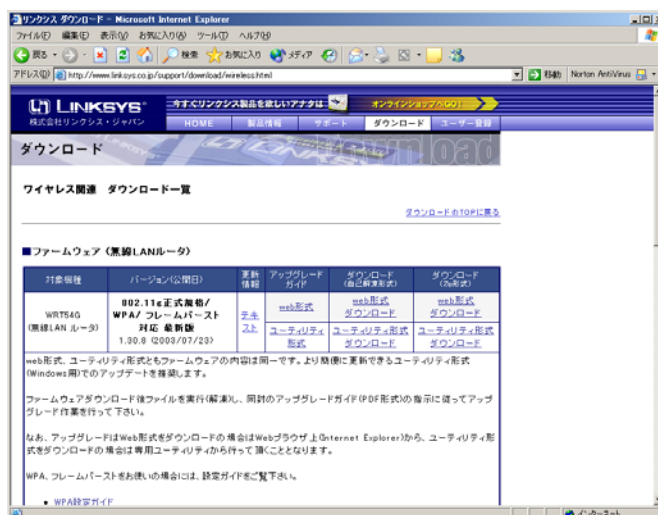 リンクシス ダウンロード - Microsoft Internet Explorer
ファイル(F) 編集(E) 表示(V) お気に入り(A) ツール(T) ヘルプ(H)
戻る 検索 お気に入り メディア
アドレス(D) http://www.linksys.co.jp/support/download/wireless.html 移動 Norton AntiVirus
LINKSYS®
株式会社リンクシス・ジャパン
今すぐリンクシス製品を欲しいアナタは オンラインショップへGO!
HOME 製品情報 サポート ダウンロード ユーザー登録
ダウンロード
ワイヤレス関連 ダウンロード一覧
ダウンロードのTOPに戻る
■ファームウェア (無線LANルータ)
対象機種 バージョン(公開日) 更新情報 アップグレードガイド ダウンロード(自己解凍形式) ダウンロード(Zip形式)
WRT54G
(無線LAN ルータ)
802.11g正式規格/
WPA/ フレームバースト
対応 最新版
1.30.8 (2003/07/23)
テキスト
web形式 web形式ダウンロード web形式ダウンロード
ユーティリティ形式 ユーティリティ形式ダウンロード ユーティリティ形式ダウンロード
web形式、ユーティリティ形式ともファームウェアの内容は同一です。より簡便に更新できるユーティリティ形式
(Windows用)でのアップデートを推奨します。
ファームウェアダウンロード後ファイルを実行(解凍)し、同封のアップグレードガイド(PDF形式)の指示に従ってアップ
グレード作業を行って下さい。
なお、アップグレードはWeb形式をダウンロードの場合はWebブラウザ上(Internet Explorer)から、ユーティリティ形
式をダウンロードの場合は専用ユーティリティから行って頂くこととなります。
WPA、フレームバーストをお使いの場合には、設定ガイドをご覧下さい。
• WPA設定ガイド
インターネット